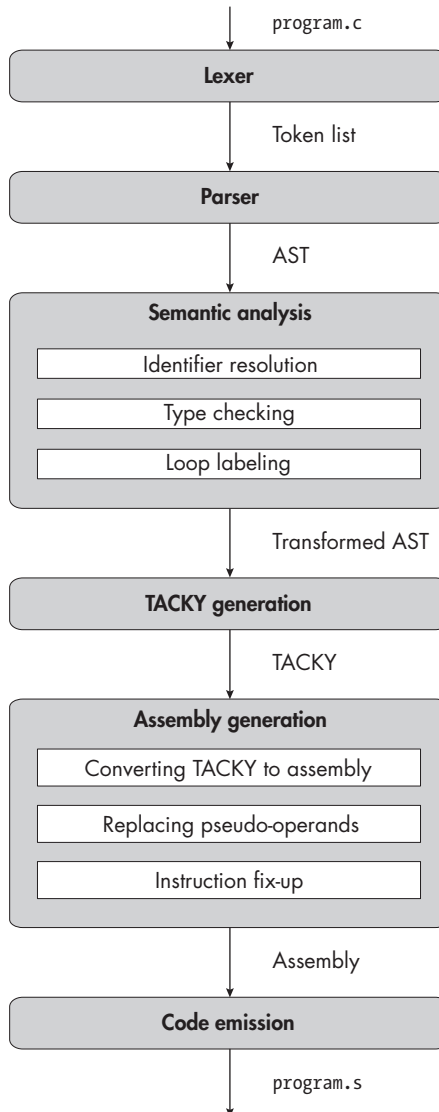 program.c
Lexer
Token list
Parser
AST
Semantic analysis
Identifier resolution
Type checking
Loop labeling
Transformed AST
TACKY generation
TACKY
Assembly generation
Converting TACKY to assembly
Replacing pseudo-operands
Instruction fix-up
Assembly
Code emission
program.s